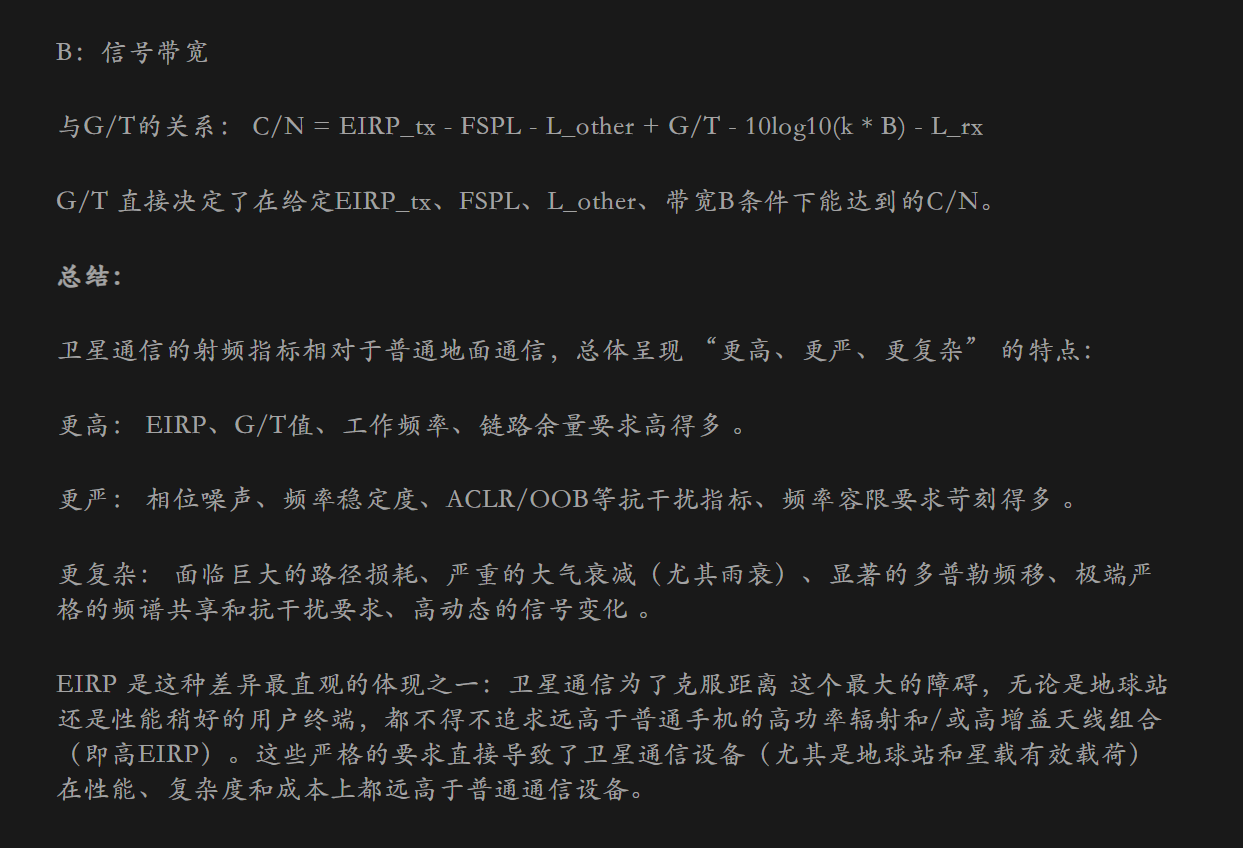 B：信号带宽
与G/T的关系： C/N = EIRP_tx - FSPL - L_other + G/T - 10log10(k * B) - L_rx
G/T 直接决定了在给定EIRP_tx、FSPL、L_other、带宽B条件下能达到的C/N。
总结：
卫星通信的射频指标相对于普通地面通信，总体呈现 “更高、更严、更复杂” 的特点：
更高： EIRP、G/T值、工作频率、链路余量要求高得多 。
更严： 相位噪声、频率稳定度、ACLR/OOB等抗干扰指标、频率容限要求苛刻得多 。
更复杂： 面临巨大的路径损耗、严重的大气衰减（尤其雨衰）、显著的多普勒频移、极端严
格的频谱共享和抗干扰要求、高动态的信号变化 。
EIRP 是这种差异最直观的体现之一：卫星通信为了克服距离 这个最大的障碍，无论是地球站
还是性能稍好的用户终端，都不得不追求远高于普通手机的高功率辐射和/或高增益天线组合
（即高EIRP）。这些严格的要求直接导致了卫星通信设备（尤其是地球站和星载有效载荷）
在性能、复杂度和成本上都远高于普通通信设备。